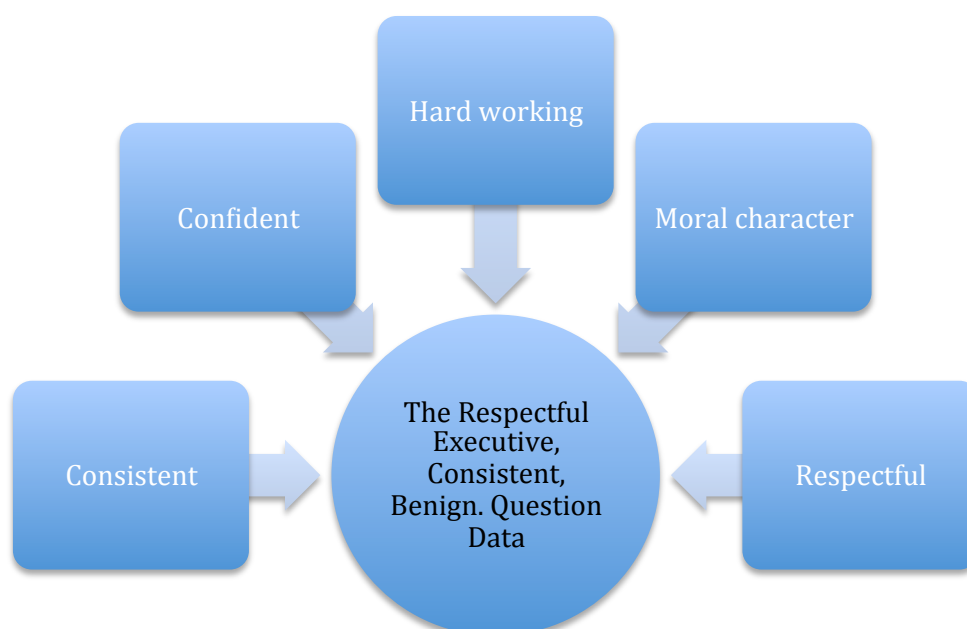 Hard working
Confident
Moral character
Consistent
The Respectful
Executive,
Consistent,
Benign. Question
Data
Respectful